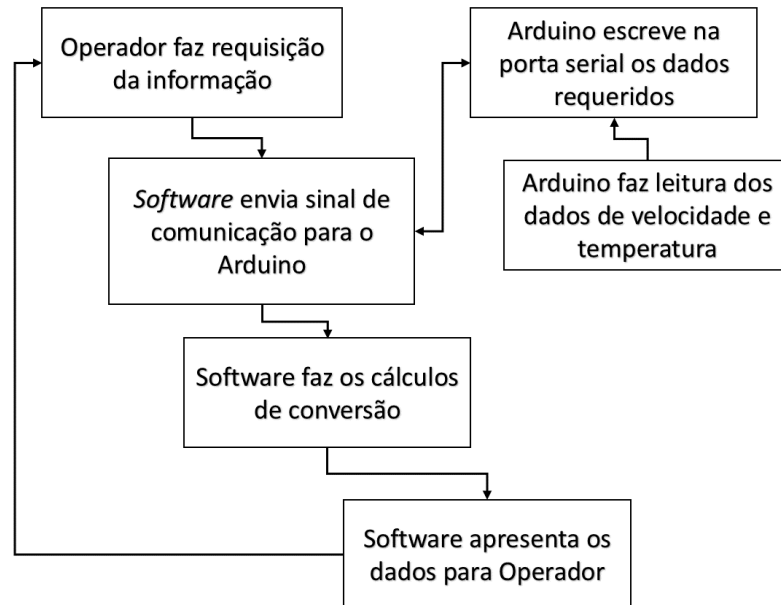 Operador faz requisição
da informação
Arduino escreve na
porta serial os dados
requeridos
Software envia sinal de
comunicação para o
Arduino
Arduino faz leitura dos
dados de velocidade e
temperatura
Software faz os cálculos
de conversão
Software apresenta os
dados para Operador